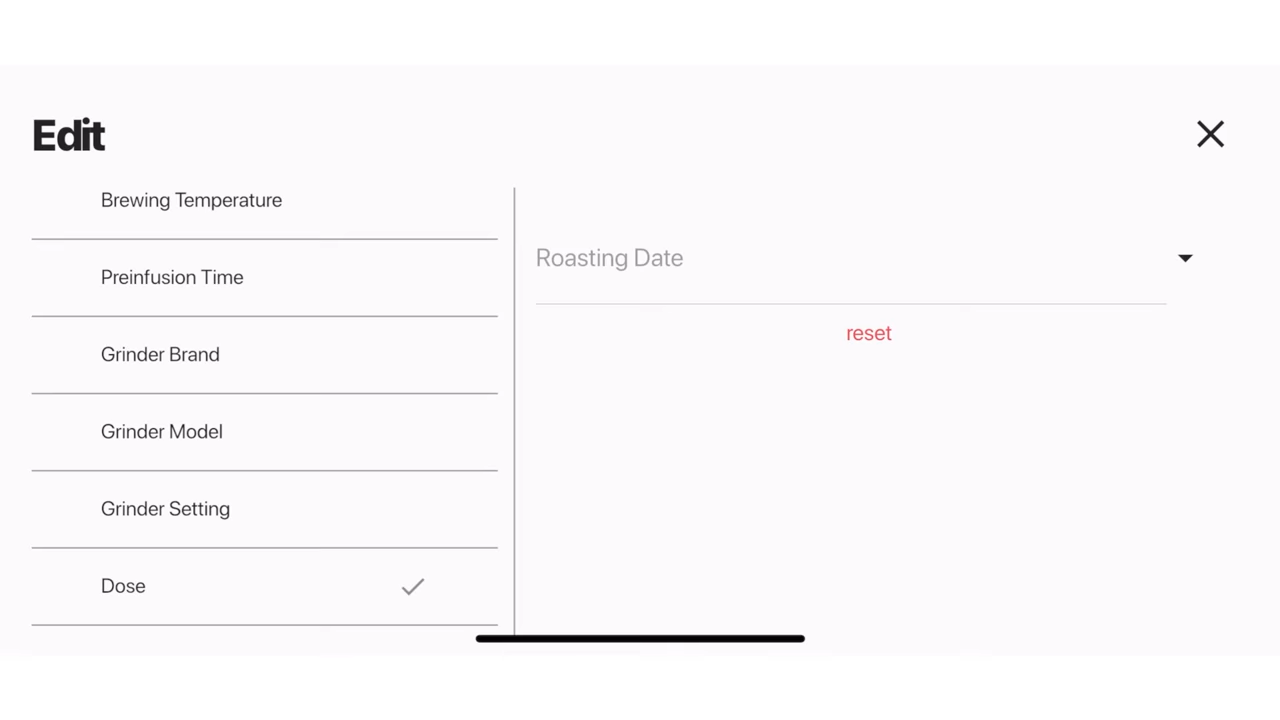 Edit
Brewing Temperature
Preinfusion Time
Grinder Brand
Grinder Model
Grinder Setting
Dose
Roasting Date
reset